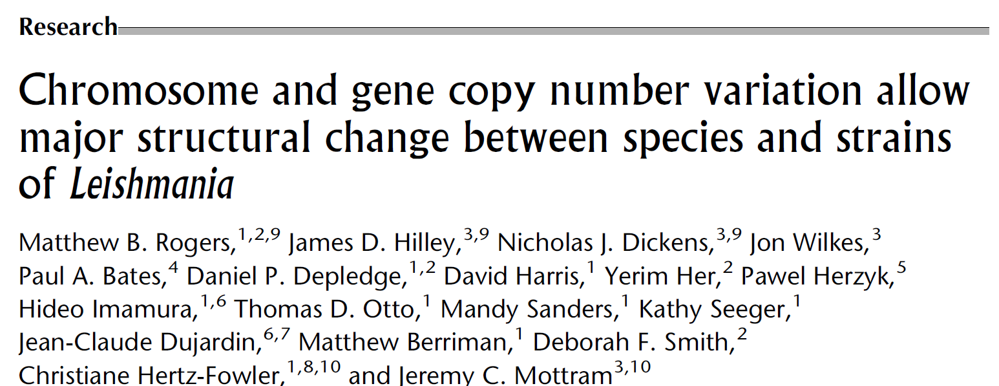 Research
Chromosome and gene copy number variation allow
major structural change between species and strains
of Leishmania
Matthew B. Rogers,1,2,9 James D. Hilley,3,9 Nicholas J. Dickens,3,9 Jon Wilkes,3
Paul A. Bates,4 Daniel P. Depledge,1,2 David Harris,1 Yerim Her,2 Pawel Herzyk,5
Hideo Imamura,1,6 Thomas D. Otto,1 Mandy Sanders,1 Kathy Seeger,1
Jean-Claude Dujardin,6,7 Matthew Berriman,1 Deborah F. Smith,2
Christiane Hertz-Fowler,1,8,10 and Jeremy C. Mottram3,10